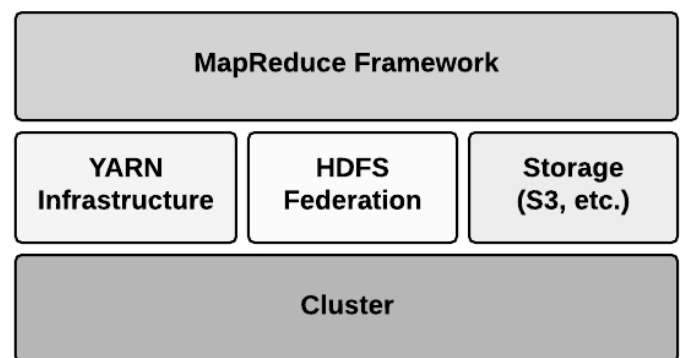 MapReduce Framework
YARN
Infrastructure
HDFS
Federation
Storage
(S3, etc.)
Cluster